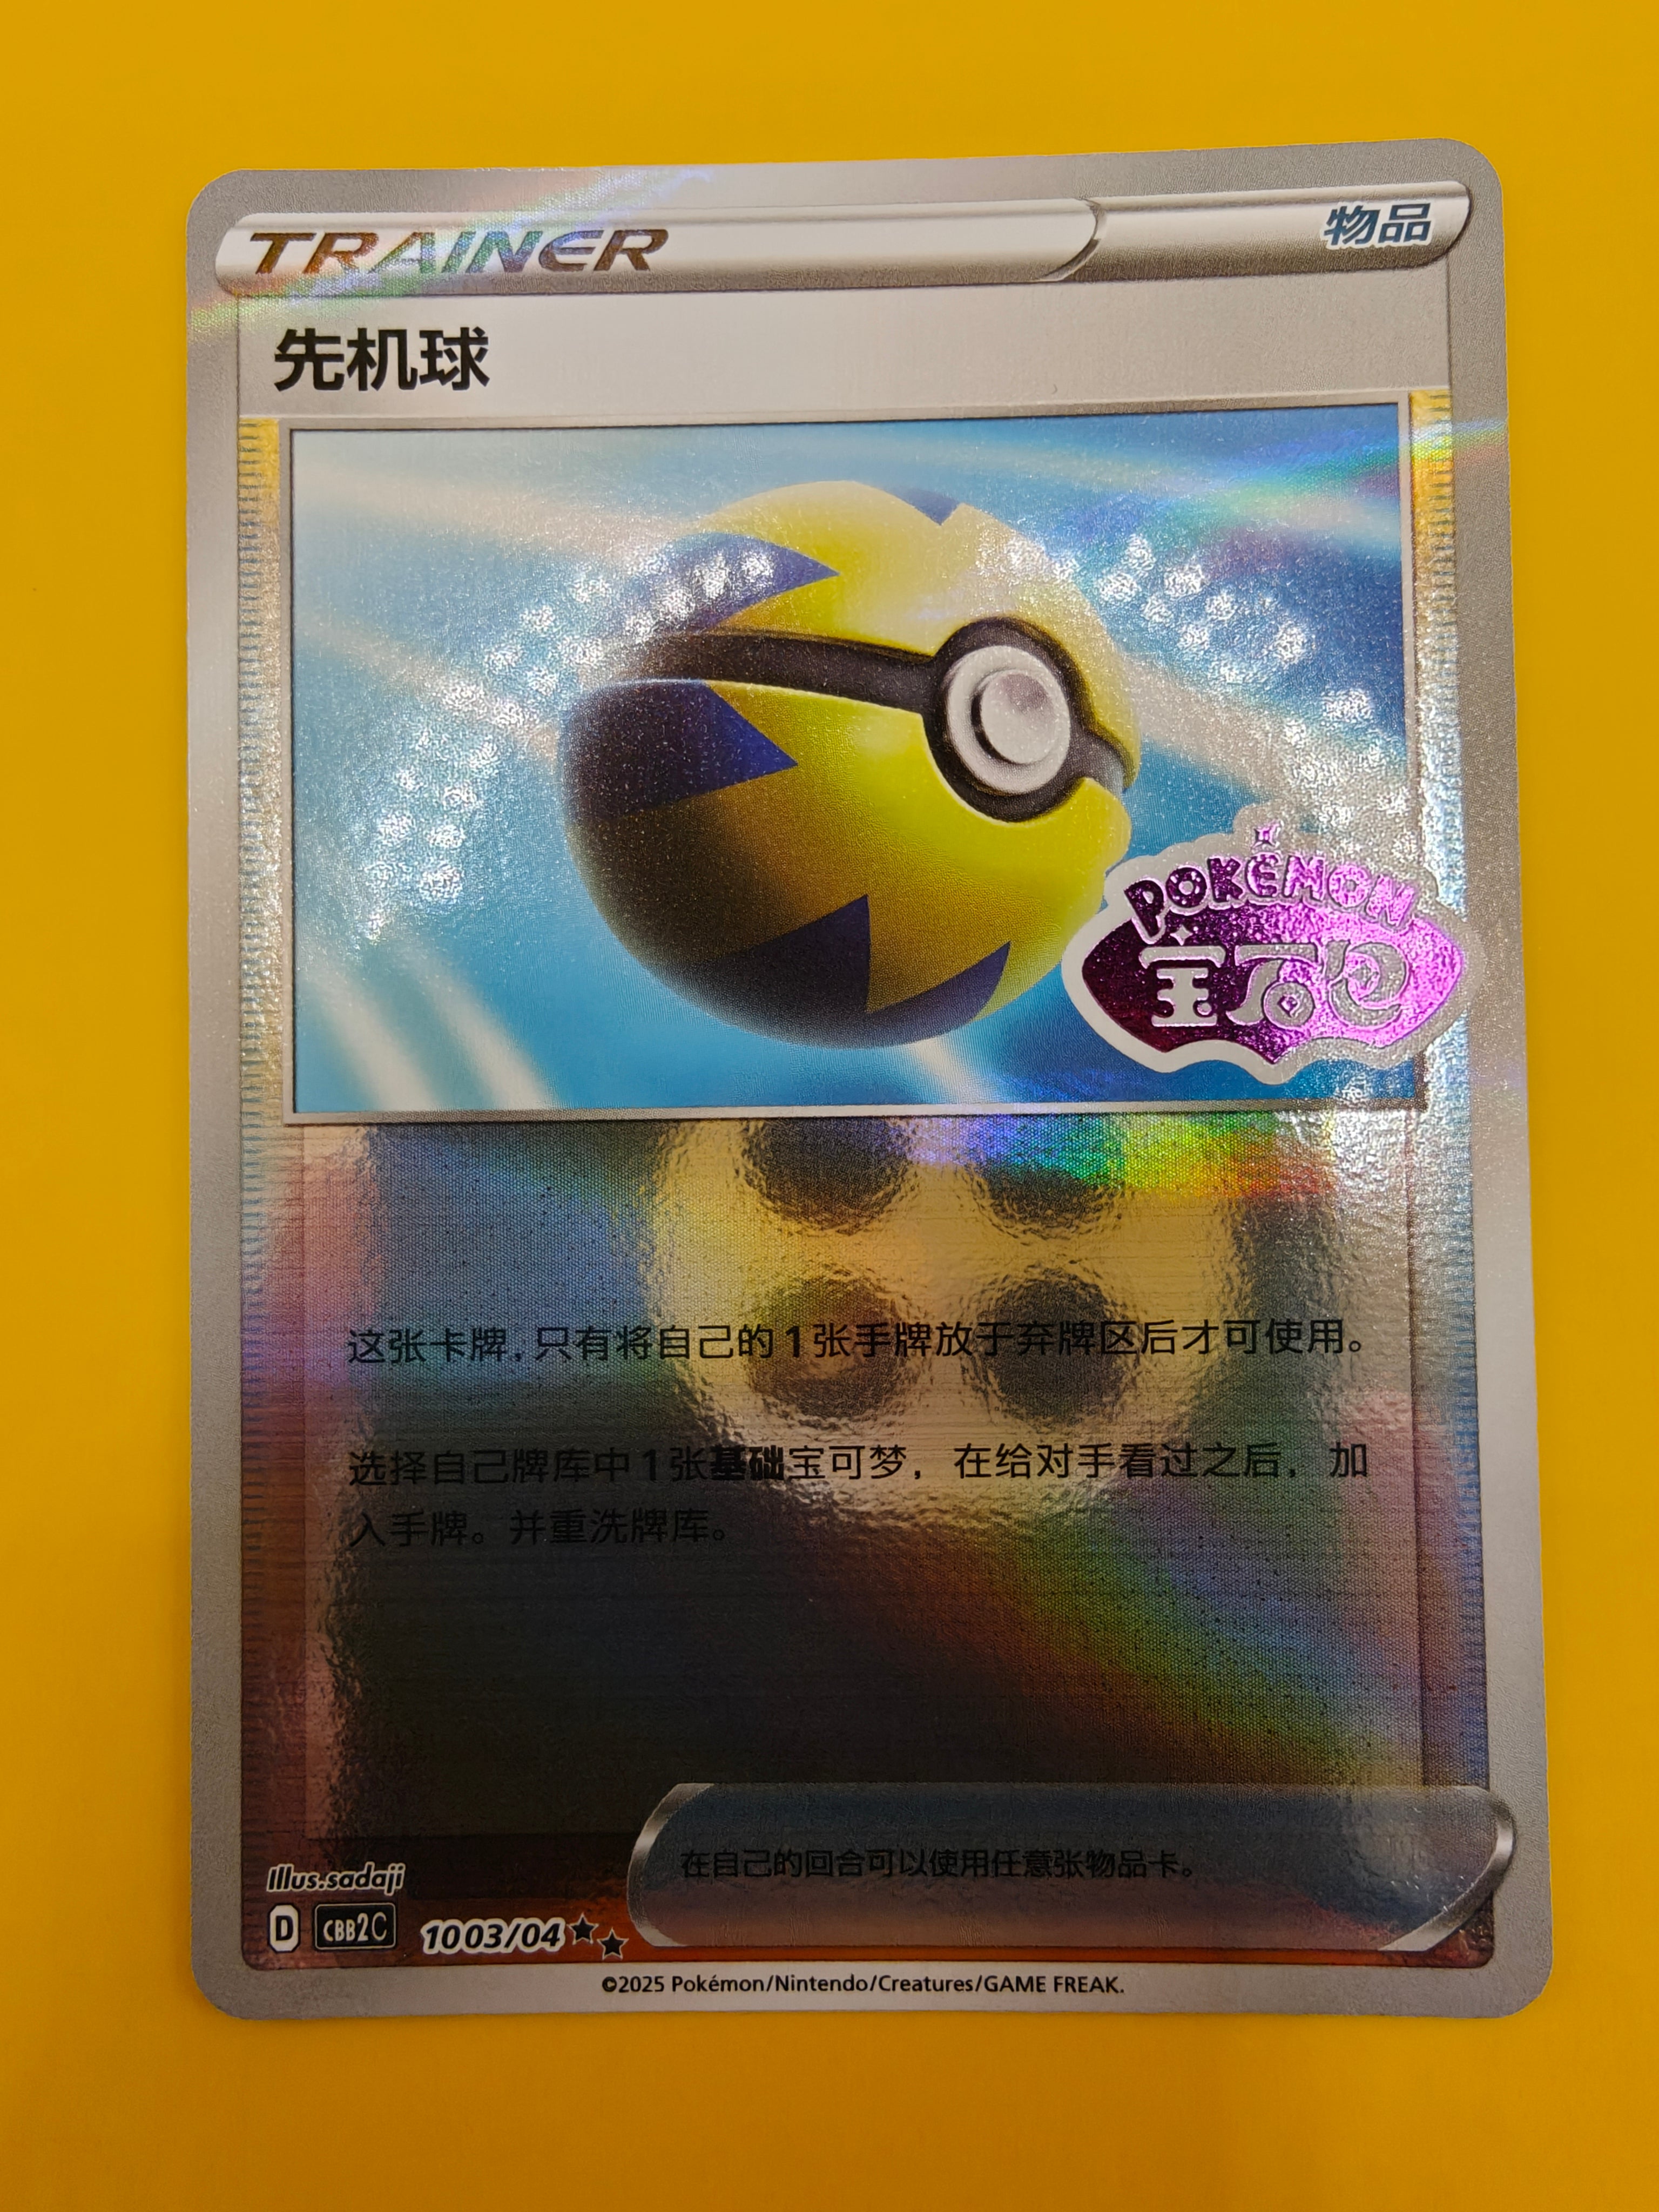 TRAINER
物品
先机球
POKÉMON
宝石包
这张卡牌，只有将自己的1张手牌放于弃牌区后才可使用。
选择自己牌库中1张基础宝可梦，在给对手看过之后，加
入手牌。并重洗牌库。
在自己的回合可以使用任意张物品卡。
Illus.sadaji
D CBB2C 1003/04 ★★
©2025 Pokémon/Nintendo/Creatures/GAME FREAK.